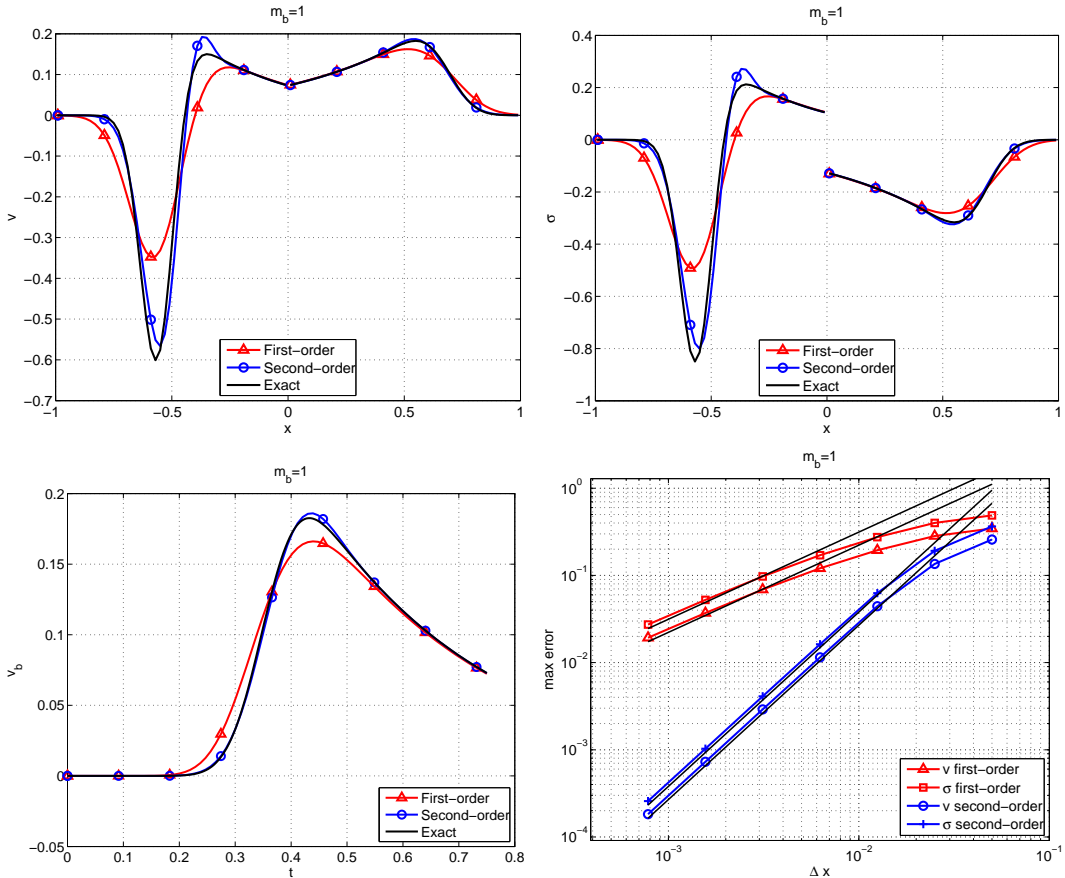 m_b=1
0.2
0.1
0
−0.1
−0.2
−0.3
−0.4
−0.5
−0.6
−0.7
v
−1
−0.5
0
0.5
1
x
First−order
Second−order
Exact
m_b=1
0.4
0.2
0
−0.2
−0.4
−0.6
−0.8
−1
σ
−1
−0.5
0
0.5
1
x
First−order
Second−order
Exact
m_b=1
0.2
0.15
0.1
0.05
0
−0.05
v_b
0
0.1
0.2
0.3
0.4
0.5
0.6
0.7
0.8
t
First−order
Second−order
Exact
m_b=1
10^0
10^−1
10^−2
10^−3
10^−4
max error
10^−3
10^−2
10^−1
Δ x
v first−order
σ first−order
v second−order
σ second−order